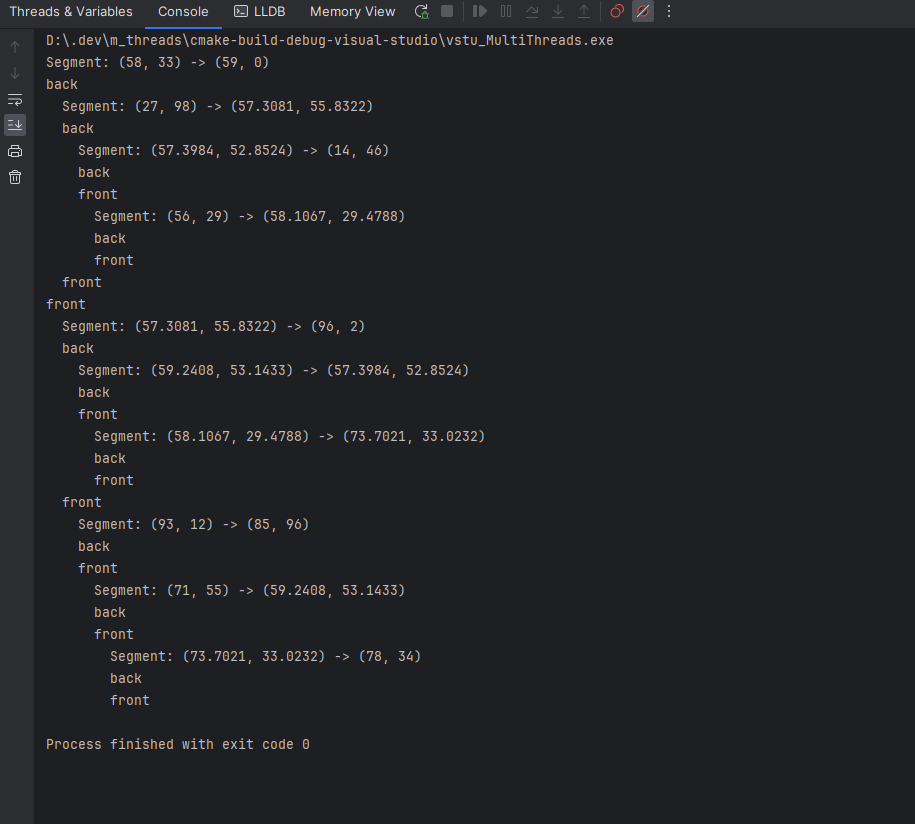 Threads & Variables Console LLDB Memory View
D:\.dev\m_threads\cmake-build-debug-visual-studio\vstu_MultiThreads.exe
Segment: (58, 33) -> (59, 0)
back
  Segment: (27, 98) -> (57.3081, 55.8322)
  back
    Segment: (57.3984, 52.8524) -> (14, 46)
    back
    front
      Segment: (56, 29) -> (58.1067, 29.4788)
      back
      front
  front
front
  Segment: (57.3081, 55.8322) -> (96, 2)
  back
    Segment: (59.2408, 53.1433) -> (57.3984, 52.8524)
    back
    front
      Segment: (58.1067, 29.4788) -> (73.7021, 33.0232)
      back
      front
  front
    Segment: (93, 12) -> (85, 96)
    back
    front
      Segment: (71, 55) -> (59.2408, 53.1433)
      back
      front
        Segment: (73.7021, 33.0232) -> (78, 34)
        back
        front
Process finished with exit code 0